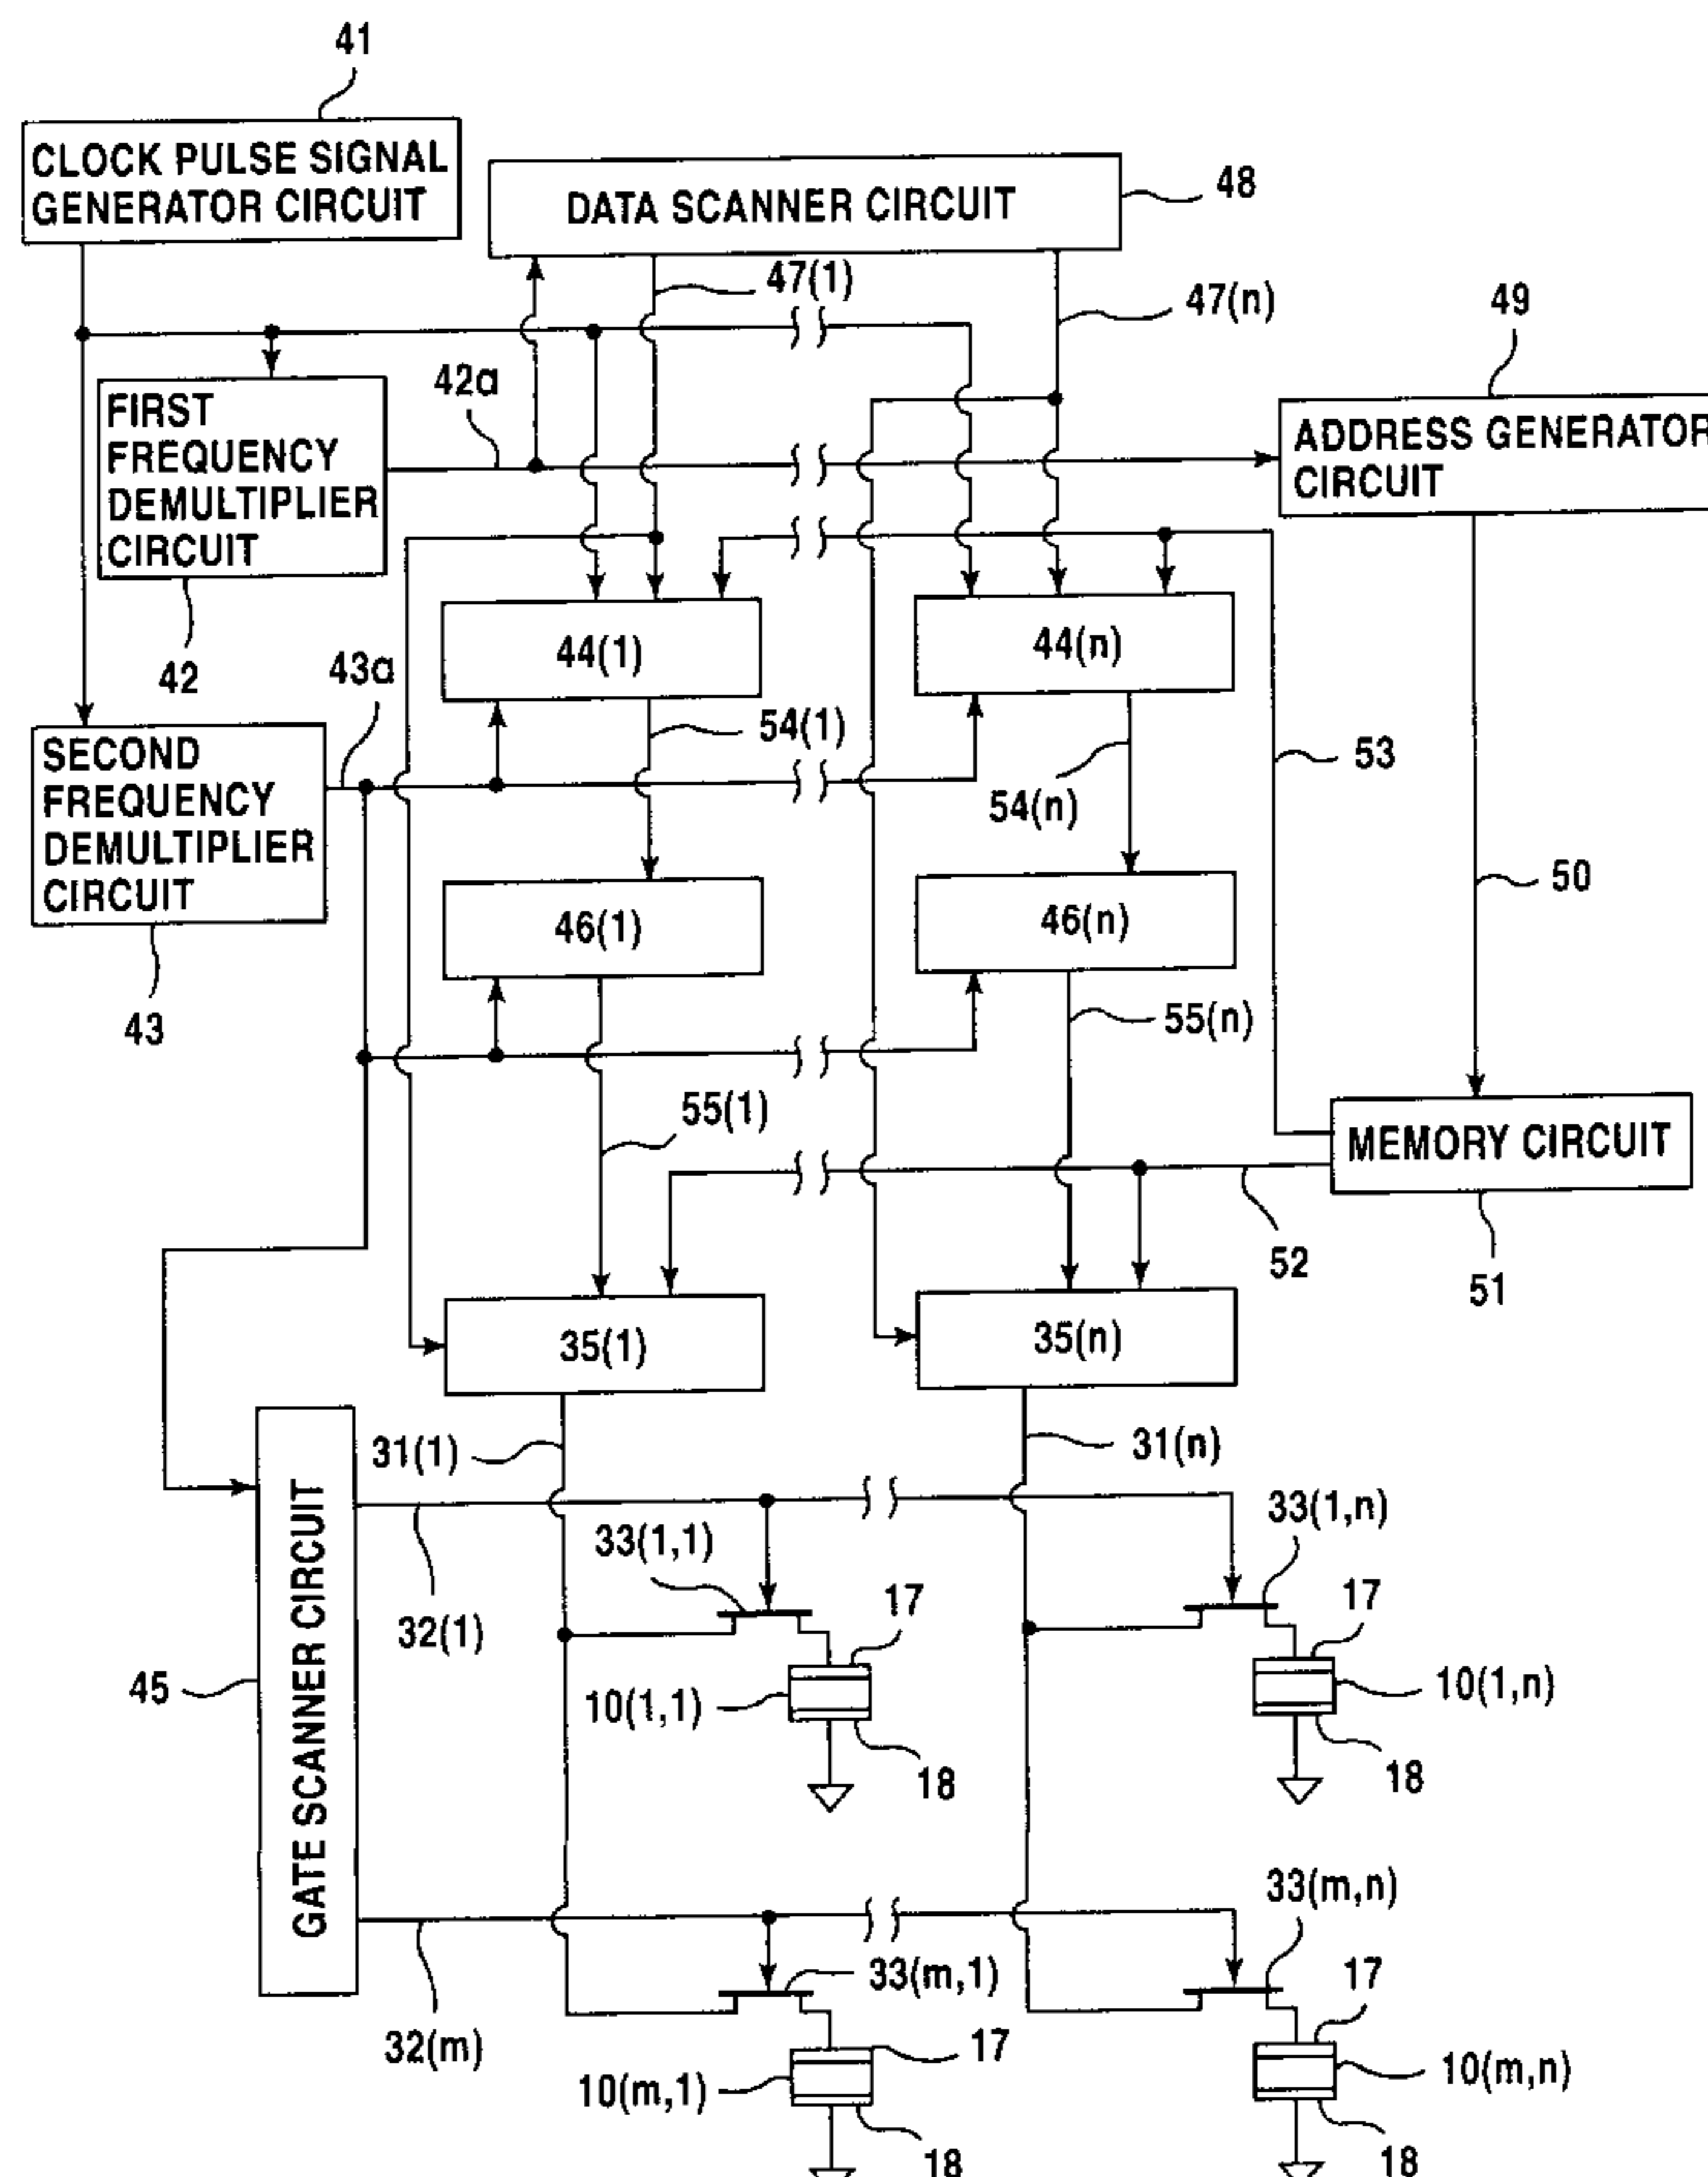 41
CLOCK PULSE SIGNAL
GENERATOR CIRCUIT
DATA SCANNER CIRCUIT
48
47(1)
47(n)
49
42a
FIRST
FREQUENCY
DEMULTIPLIER
CIRCUIT
ADDRESS GENERATOR
CIRCUIT
42
43a
44(1)
44(n)
54(1)
53
SECOND
FREQUENCY
DEMULTIPLIER
CIRCUIT
54(n)
50
46(1)
46(n)
43
55(n)
55(1)
MEMORY CIRCUIT
52
51
35(1)
35(n)
31(1)
31(n)
GATE SCANNER CIRCUIT
33(1,1)
33(1,n)
32(1)
17
17
45
10(1,1)
10(1,n)
18
18
33(m,n)
33(m,1)
17
32(m)
17
10(m,1)
10(m,n)
18
18